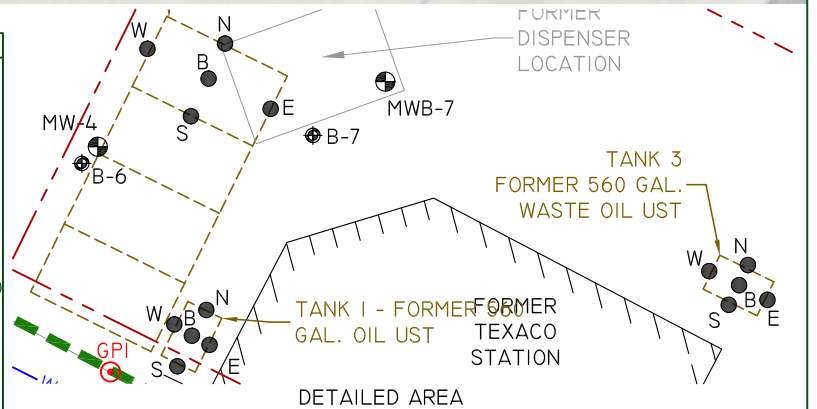 FORMER
DISPENSER
LOCATION
W
N
B
E
S
MWB-7
B-7
MW-4
B-6
TANK 3
FORMER 560 GAL.
WASTE OIL UST
W
N
B
S
E
W
B
N
E
S
TANK I - FORMER 560
GAL. OIL UST
FORMER
TEXACO
STATION
GPI
W
DETAILED AREA